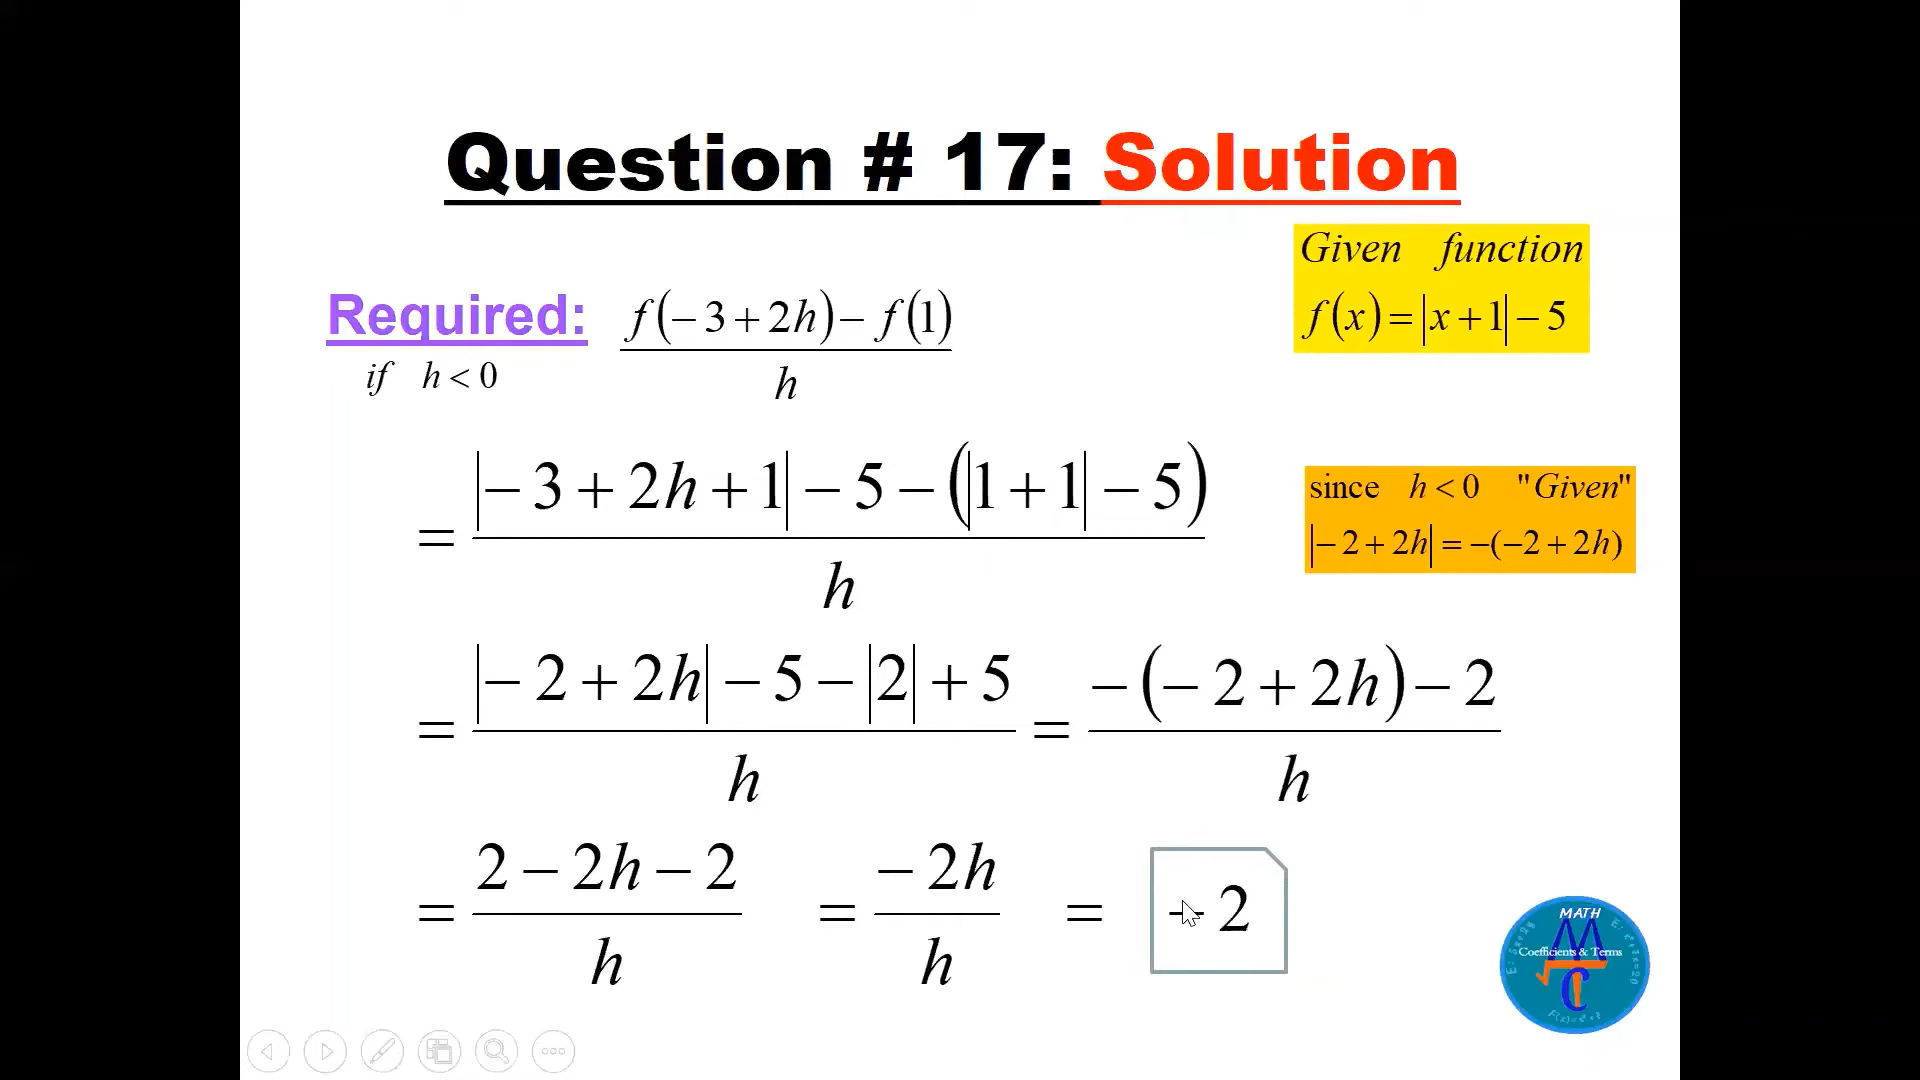 Question # 17: Solution
Given function
f(x) = |x + 1| − 5
Required: f(−3 + 2h) − f(1)
h
if h < 0
= |−3 + 2h + 1| − 5 − (|1 + 1| − 5)
h
since h < 0 "Given"
|−2 + 2h| = −(−2 + 2h)
= |−2 + 2h| − 5 − |2| + 5 = −(−2 + 2h) − 2
h h
= 2 − 2h − 2 = −2h = −2
h h
MATH
Coefficients & Terms